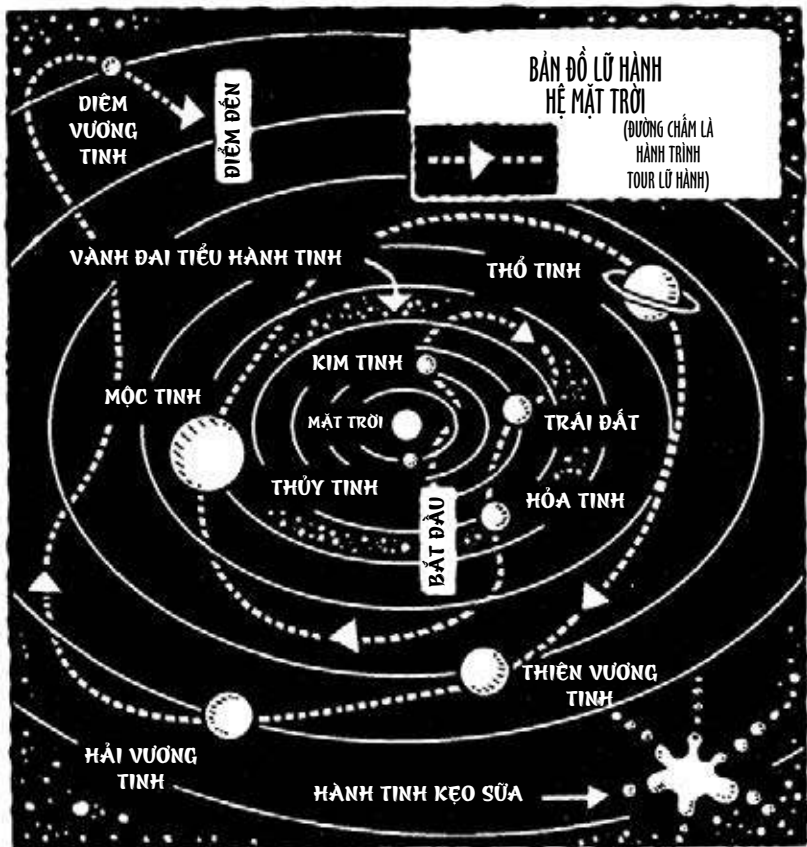 BẢN ĐỒ LỮ HÀNH
HỆ MẶT TRỜI
(ĐƯỜNG CHẤM LÀ
HÀNH TRÌNH
TOUR LỮ HÀNH)
DIÊM
VƯƠNG
TINH
ĐIỂM ĐẾN
VÀNH ĐAI TIỂU HÀNH TINH
THỔ TINH
KIM TINH
MỘC TINH
MẶT TRỜI
TRÁI ĐẤT
THỦY TINH
HỎA TINH
BẮT ĐẦU
THIÊN VƯƠNG
TINH
HẢI VƯƠNG
TINH
HÀNH TINH KẸO SỮA